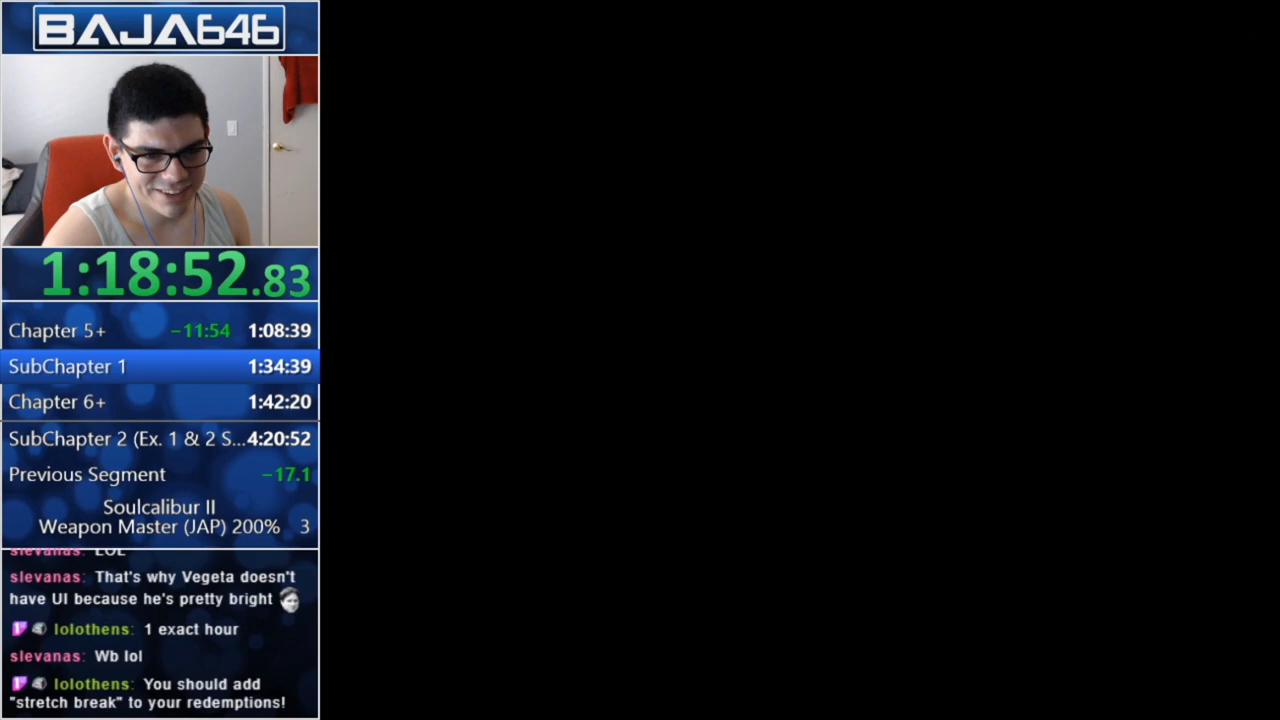 BAJA646
1:18:52.83
Chapter 5+ −11:54 1:08:39
SubChapter 1 1:34:39
Chapter 6+ 1:42:20
SubChapter 2 (Ex. 1 & 2 S...4:20:52
Previous Segment −17.1
Soulcalibur II
Weapon Master (JAP) 200% 3
slevanas: LOL
slevanas: That's why Vegeta doesn't
have UI because he's pretty bright
lolothens: 1 exact hour
slevanas: Wb lol
lolothens: You should add
"stretch break" to your redemptions!